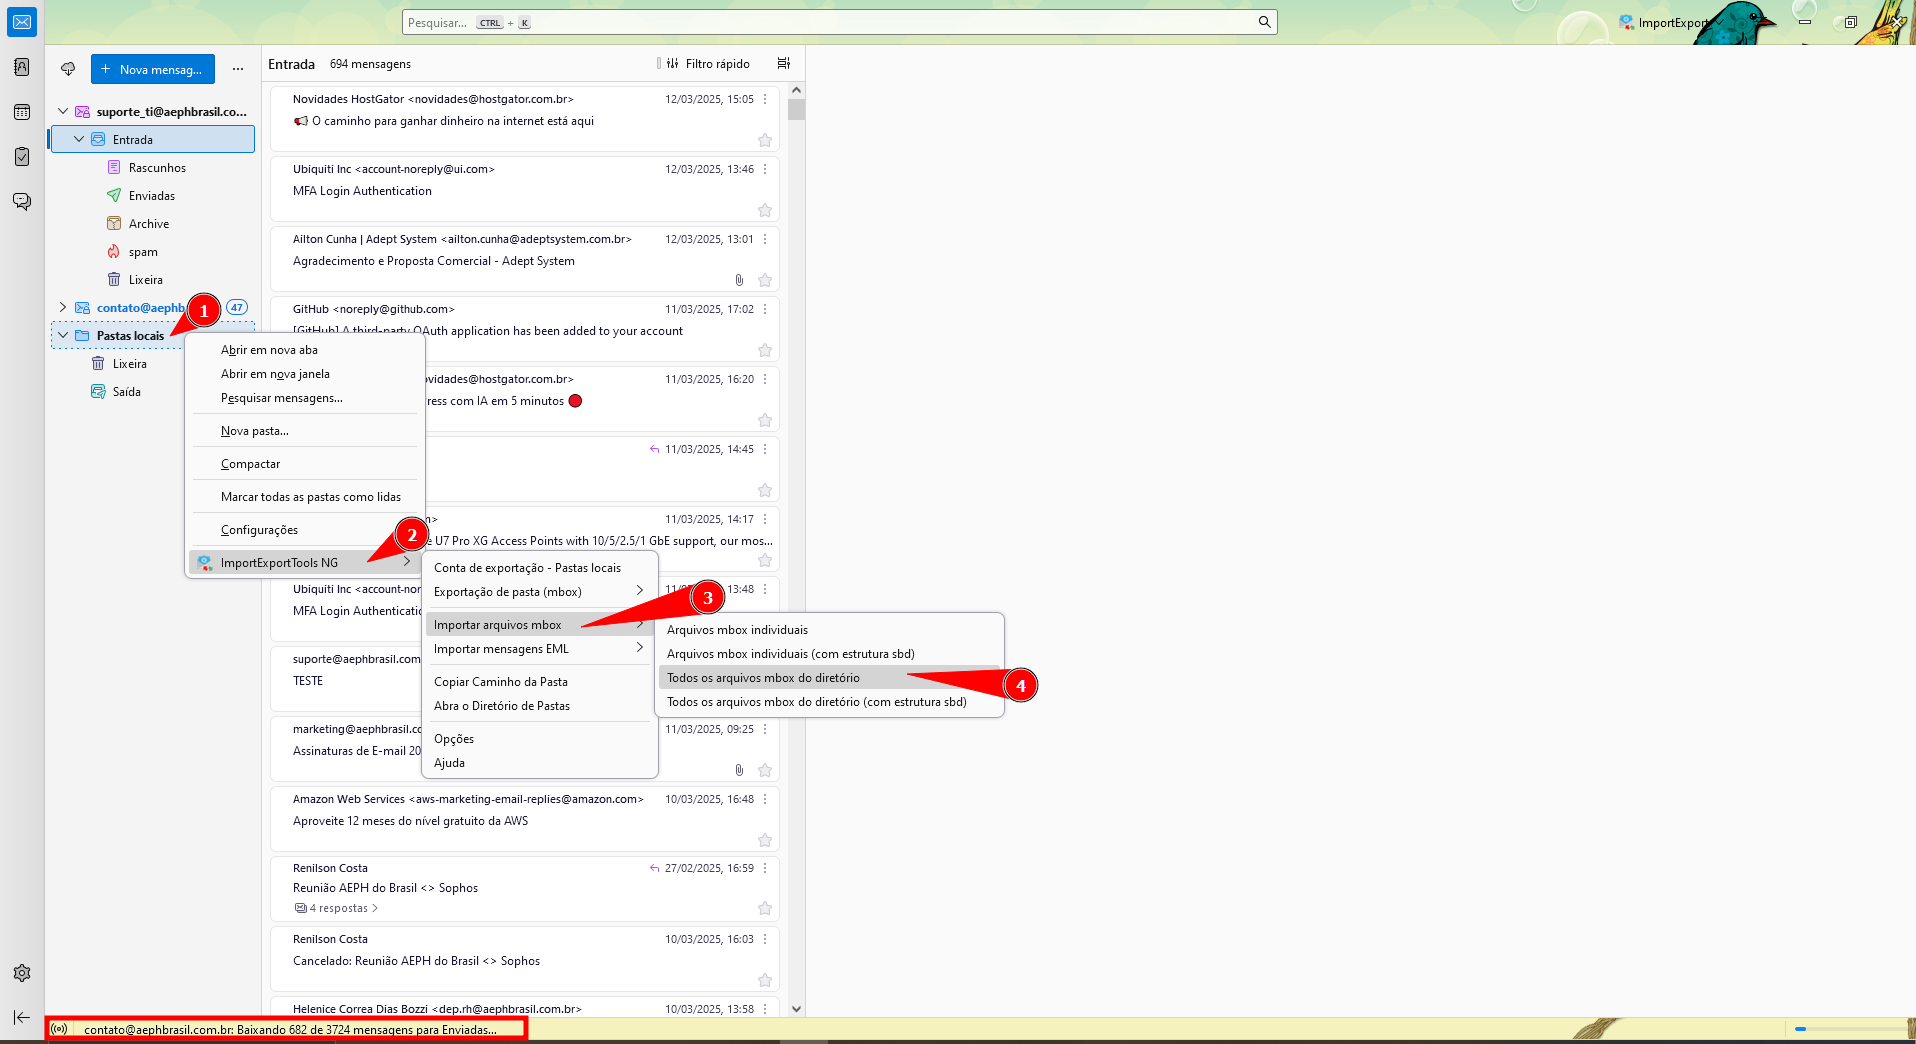 Pesquisar... CTRL + K
ImportExport
Nova mensag...
suporte_ti@aephbrasil.co...
Entrada
Rascunhos
Enviadas
Archive
spam
Lixeira
contato@aephb 47
Pastas locais
Lixeira
Saída
1
Abrir em nova aba
Abrir em nova janela
Pesquisar mensagens...
Nova pasta...
Compactar
Marcar todas as pastas como lidas
Configurações
ImportExportTools NG
2
Conta de exportação - Pastas locais
Exportação de pasta (mbox)
Importar arquivos mbox
Importar mensagens EML
Copiar Caminho da Pasta
Abra o Diretório de Pastas
Opções
Ajuda
3
Arquivos mbox individuais
Arquivos mbox individuais (com estrutura sbd)
Todos os arquivos mbox do diretório
Todos os arquivos mbox do diretório (com estrutura sbd)
4
Entrada 694 mensagens Filtro rápido
Novidades HostGator <novidades@hostgator.com.br> 12/03/2025, 15:05
O caminho para ganhar dinheiro na internet está aqui
Ubiquiti Inc <account-noreply@ui.com> 12/03/2025, 13:46
MFA Login Authentication
Ailton Cunha | Adept System <ailton.cunha@adeptsystem.com.br> 12/03/2025, 13:01
Agradecimento e Proposta Comercial - Adept System
GitHub <noreply@github.com> 11/03/2025, 17:02
[GitHub] A third-party OAuth application has been added to your account
ovidades@hostgator.com.br> 11/03/2025, 16:20
ress com IA em 5 minutos
11/03/2025, 14:45
m> 11/03/2025, 14:17
U7 Pro XG Access Points with 10/5/2.5/1 GbE support, our mos...
Ubiquiti Inc <account-nor 13:48
MFA Login Authenticatio
suporte@aephbrasil.com
TESTE
marketing@aephbrasil.co 11/03/2025, 09:25
Assinaturas de E-mail 20
Amazon Web Services <aws-marketing-email-replies@amazon.com> 10/03/2025, 16:48
Aproveite 12 meses do nível gratuito da AWS
Renilson Costa 27/02/2025, 16:59
Reunião AEPH do Brasil <> Sophos
4 respostas
Renilson Costa 10/03/2025, 16:03
Cancelado: Reunião AEPH do Brasil <> Sophos
Helenice Correa Dias Bozzi <dep.rh@aephbrasil.com.br> 10/03/2025, 13:58
contato@aephbrasil.com.br: Baixando 682 de 3724 mensagens para Enviadas...